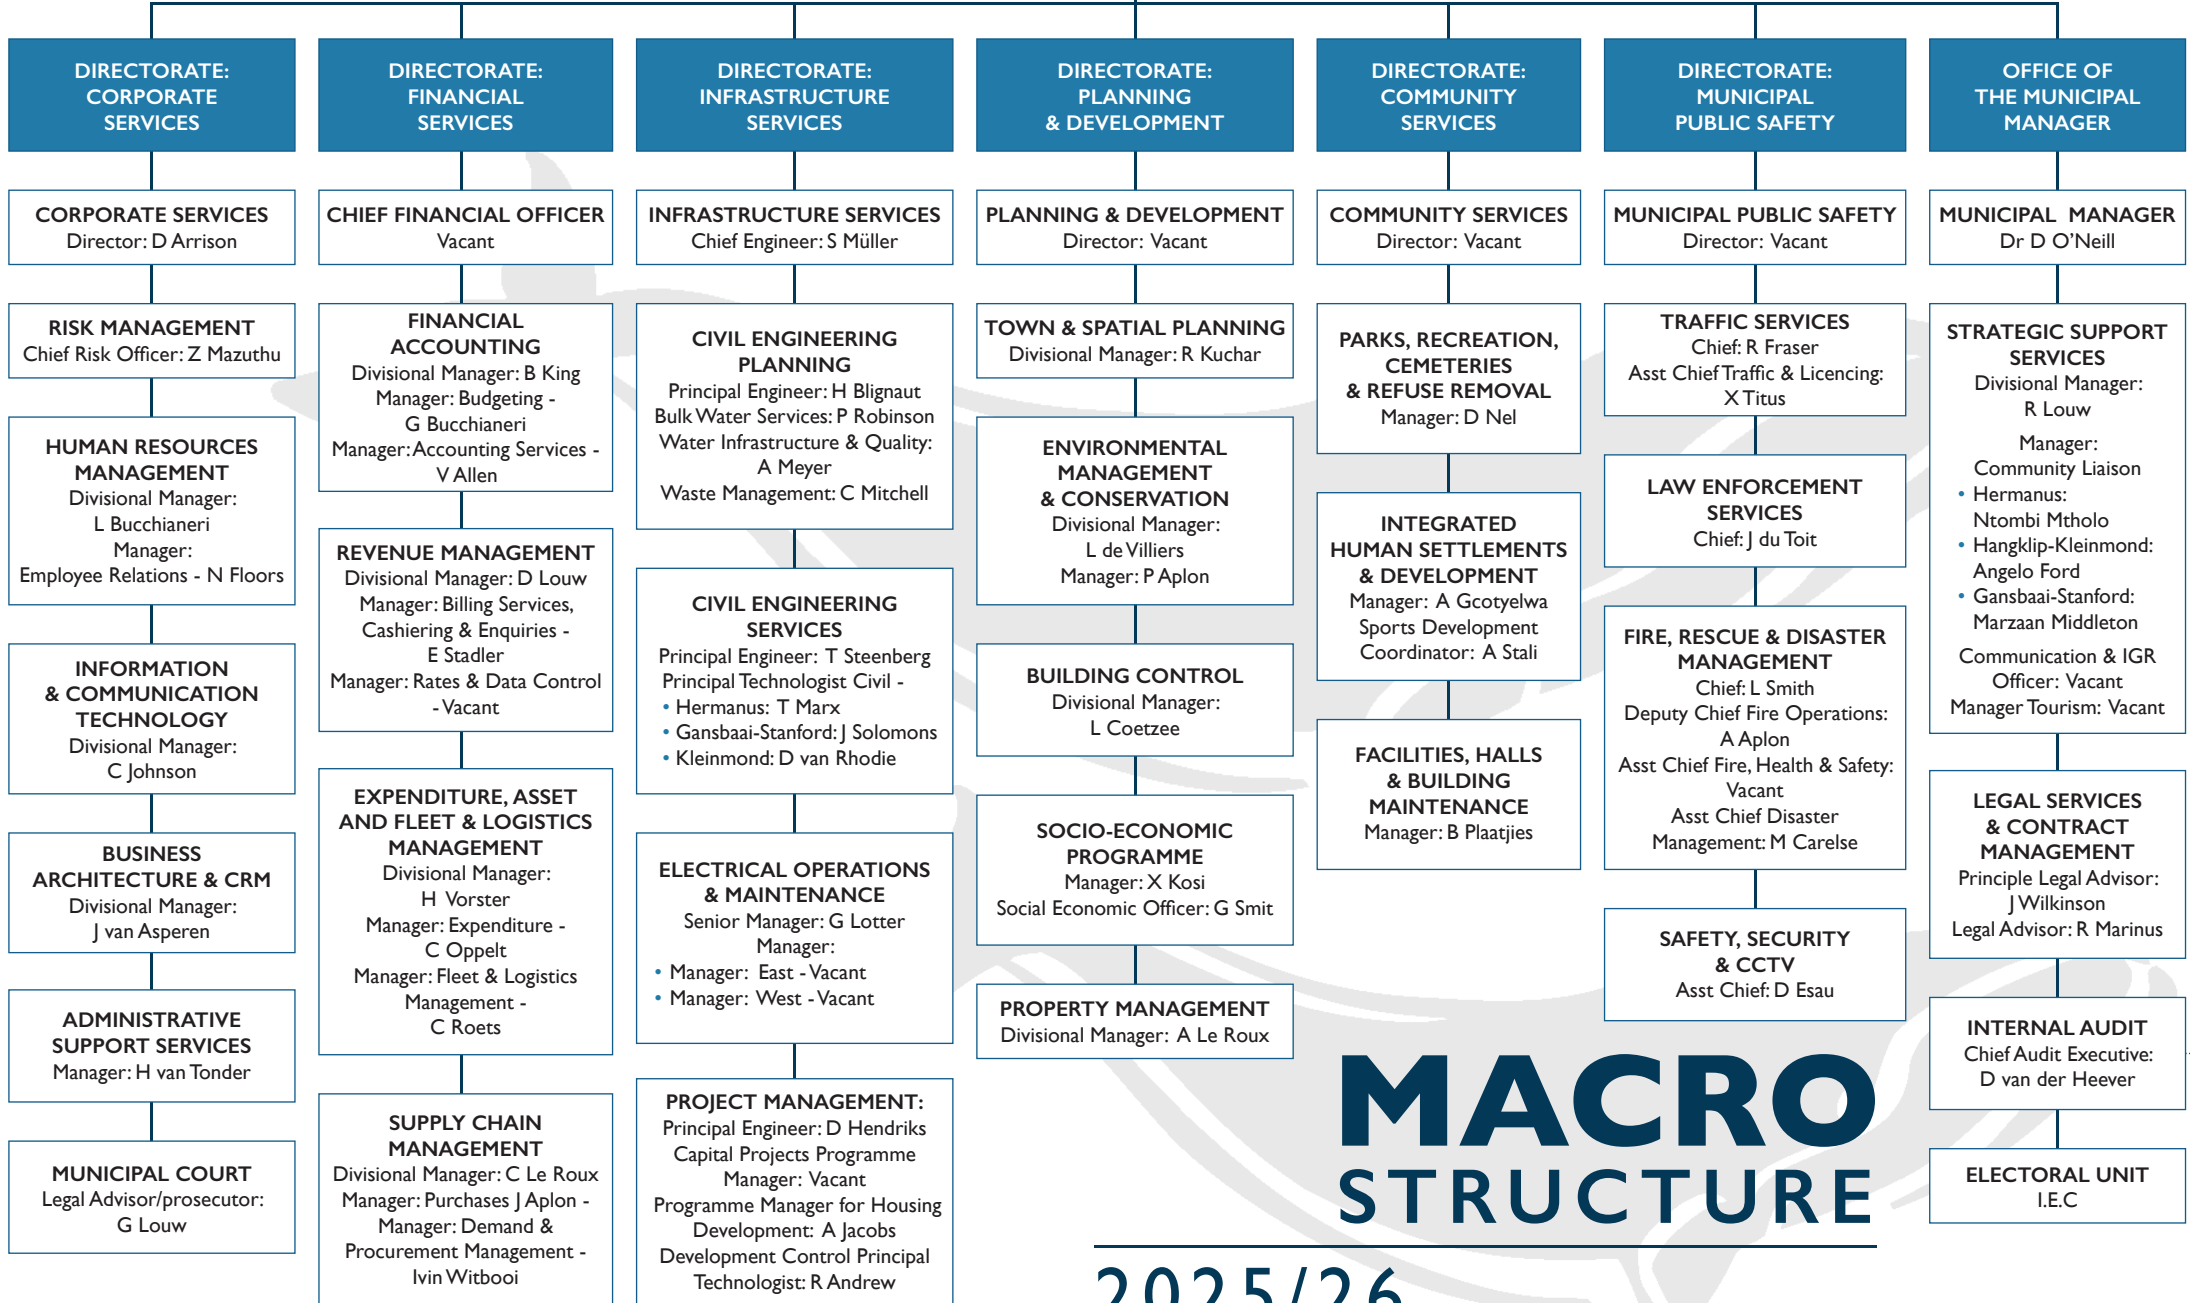 DIRECTORATE:
CORPORATE
SERVICES
CORPORATE SERVICES
Director: D Arrison
RISK MANAGEMENT
Chief Risk Officer: Z Mazuthu
HUMAN RESOURCES
MANAGEMENT
Divisional Manager:
L Bucchianeri
Manager:
Employee Relations - N Floors
INFORMATION
& COMMUNICATION
TECHNOLOGY
Divisional Manager:
C Johnson
BUSINESS
ARCHITECTURE & CRM
Divisional Manager:
J van Asperen
ADMINISTRATIVE
SUPPORT SERVICES
Manager: H van Tonder
MUNICIPAL COURT
Legal Advisor/prosecutor:
G Louw
DIRECTORATE:
FINANCIAL
SERVICES
CHIEF FINANCIAL OFFICER
Vacant
FINANCIAL
ACCOUNTING
Divisional Manager: B King
Manager: Budgeting -
G Bucchianeri
Manager: Accounting Services -
V Allen
REVENUE MANAGEMENT
Divisional Manager: D Louw
Manager: Billing Services,
Cashiering & Enquiries -
E Stadler
Manager: Rates & Data Control
- Vacant
EXPENDITURE, ASSET
AND FLEET & LOGISTICS
MANAGEMENT
Divisional Manager:
H Vorster
Manager: Expenditure -
C Oppelt
Manager: Fleet & Logistics
Management -
C Roets
SUPPLY CHAIN
MANAGEMENT
Divisional Manager: C Le Roux
Manager: Purchases J Aplon -
Manager: Demand &
Procurement Management -
Ivin Witbooi
DIRECTORATE:
INFRASTRUCTURE
SERVICES
INFRASTRUCTURE SERVICES
Chief Engineer: S Müller
CIVIL ENGINEERING
PLANNING
Principal Engineer: H Blignaut
Bulk Water Services: P Robinson
Water Infrastructure & Quality:
A Meyer
Waste Management: C Mitchell
CIVIL ENGINEERING
SERVICES
Principal Engineer: T Steenberg
Principal Technologist Civil -
• Hermanus: T Marx
• Gansbaai-Stanford: J Solomons
• Kleinmond: D van Rhodie
ELECTRICAL OPERATIONS
& MAINTENANCE
Senior Manager: G Lotter
Manager:
• Manager: East - Vacant
• Manager: West - Vacant
PROJECT MANAGEMENT:
Principal Engineer: D Hendriks
Capital Projects Programme
Manager: Vacant
Programme Manager for Housing
Development: A Jacobs
Development Control Principal
Technologist: R Andrew
DIRECTORATE:
PLANNING
& DEVELOPMENT
PLANNING & DEVELOPMENT
Director: Vacant
TOWN & SPATIAL PLANNING
Divisional Manager: R Kuchar
ENVIRONMENTAL
MANAGEMENT
& CONSERVATION
Divisional Manager:
L de Villiers
Manager: P Aplon
BUILDING CONTROL
Divisional Manager:
L Coetzee
SOCIO-ECONOMIC
PROGRAMME
Manager: X Kosi
Social Economic Officer: G Smit
PROPERTY MANAGEMENT
Divisional Manager: A Le Roux
DIRECTORATE:
COMMUNITY
SERVICES
COMMUNITY SERVICES
Director: Vacant
PARKS, RECREATION,
CEMETERIES
& REFUSE REMOVAL
Manager: D Nel
INTEGRATED
HUMAN SETTLEMENTS
& DEVELOPMENT
Manager: A Gcotyelwa
Sports Development
Coordinator: A Stali
FACILITIES, HALLS
& BUILDING
MAINTENANCE
Manager: B Plaatjies
DIRECTORATE:
MUNICIPAL
PUBLIC SAFETY
MUNICIPAL PUBLIC SAFETY
Director: Vacant
TRAFFIC SERVICES
Chief: R Fraser
Asst Chief Traffic & Licencing:
X Titus
LAW ENFORCEMENT
SERVICES
Chief: J du Toit
FIRE, RESCUE & DISASTER
MANAGEMENT
Chief: L Smith
Deputy Chief Fire Operations:
A Aplon
Asst Chief Fire, Health & Safety:
Vacant
Asst Chief Disaster
Management: M Carelse
SAFETY, SECURITY
& CCTV
Asst Chief: D Esau
OFFICE OF
THE MUNICIPAL
MANAGER
MUNICIPAL MANAGER
Dr D O'Neill
STRATEGIC SUPPORT
SERVICES
Divisional Manager:
R Louw
Manager:
Community Liaison
• Hermanus:
Ntombi Mtholo
• Hangklip-Kleinmond:
Angelo Ford
• Gansbaai-Stanford:
Marzaan Middleton
Communication & IGR
Officer: Vacant
Manager Tourism: Vacant
LEGAL SERVICES
& CONTRACT
MANAGEMENT
Principle Legal Advisor:
J Wilkinson
Legal Advisor: R Marinus
INTERNAL AUDIT
Chief Audit Executive:
D van der Heever
ELECTORAL UNIT
I.E.C
MACRO
STRUCTURE
2025/26